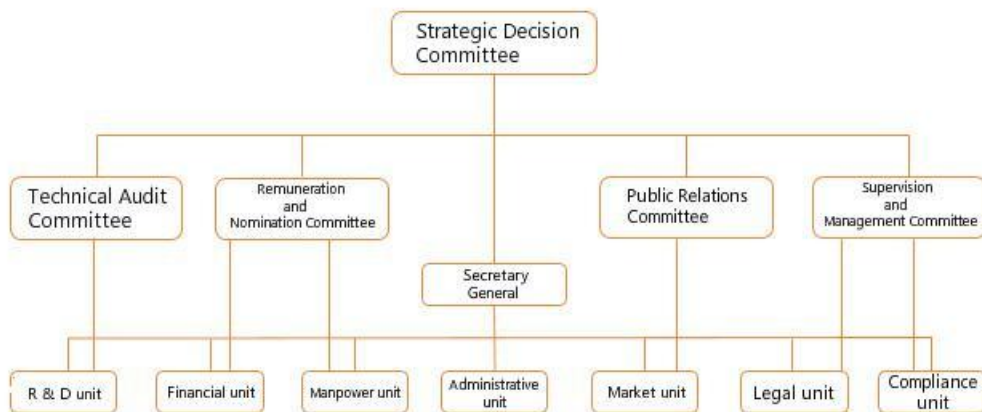 Strategic Decision
Committee
Technical Audit
Committee
Remuneration
and
Nomination Committee
Public Relations
Committee
Supervision
and
Management Committee
Secretary
General
R & D unit
Financial unit
Manpower unit
Administrative
unit
Market unit
Legal unit
Compliance
unit